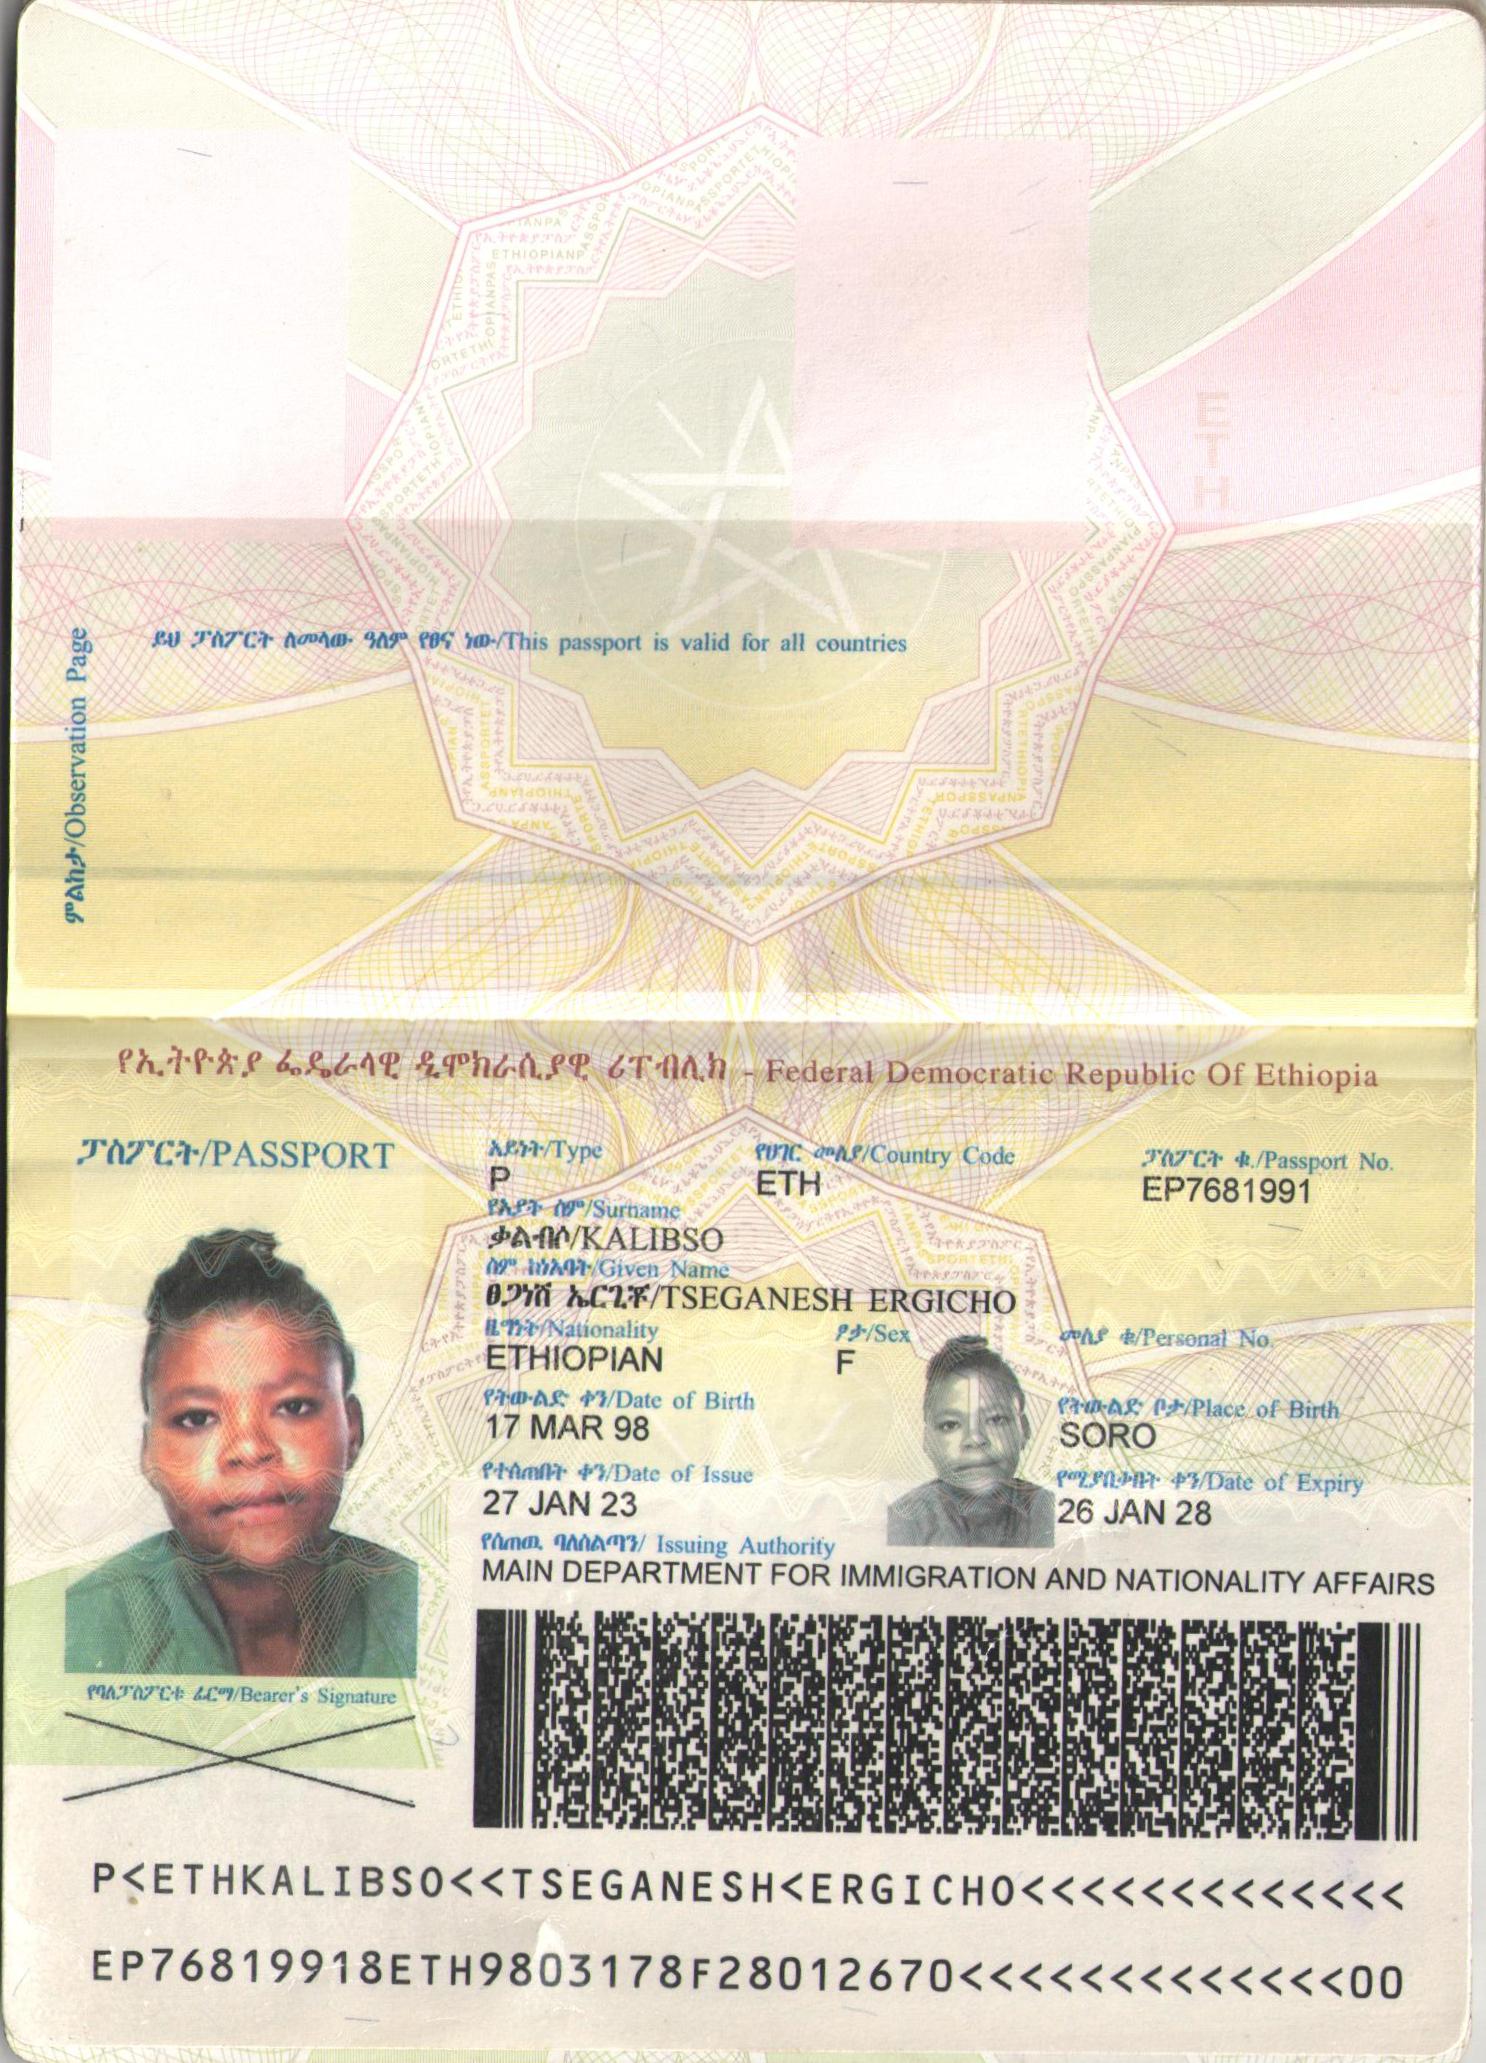 ይህ ፓስፖርት ለመላው ዓለም የፀና ነው/This passport is valid for all countries
ምልከታ/Observation Page
ETH
የኢትዮጵያ ፌዴራላዊ ዲሞክራሲያዊ ሪፐብሊክ - Federal Democratic Republic Of Ethiopia
ፓስፖርት/PASSPORT
አይነት/Type
P
የሀገር መለያ/Country Code
ETH
ፓስፖርት ቁ./Passport No.
EP7681991
የአያት ስም/Surname
ቃልብሶ/KALIBSO
ስም ከነአባት/Given Name
ፀጋነሽ ኤርጊቾ/TSEGANESH ERGICHO
ዜግነት/Nationality
ETHIOPIAN
ፆታ/Sex
F
መለያ ቁ/Personal No.
የትውልድ ቀን/Date of Birth
17 MAR 98
የትውልድ ቦታ/Place of Birth
SORO
የተሰጠበት ቀን/Date of Issue
27 JAN 23
የሚያበቃበት ቀን/Date of Expiry
26 JAN 28
የሰጠዉ ባለስልጣን/ Issuing Authority
MAIN DEPARTMENT FOR IMMIGRATION AND NATIONALITY AFFAIRS
የባለፓስፖርቱ ፊርማ/Bearer's Signature
P<ETHKALIBSO<<TSEGANESH<ERGICHO<<<<<<<<<<<<<
EP76819918ETH9803178F28012670<<<<<<<<<<<<<00